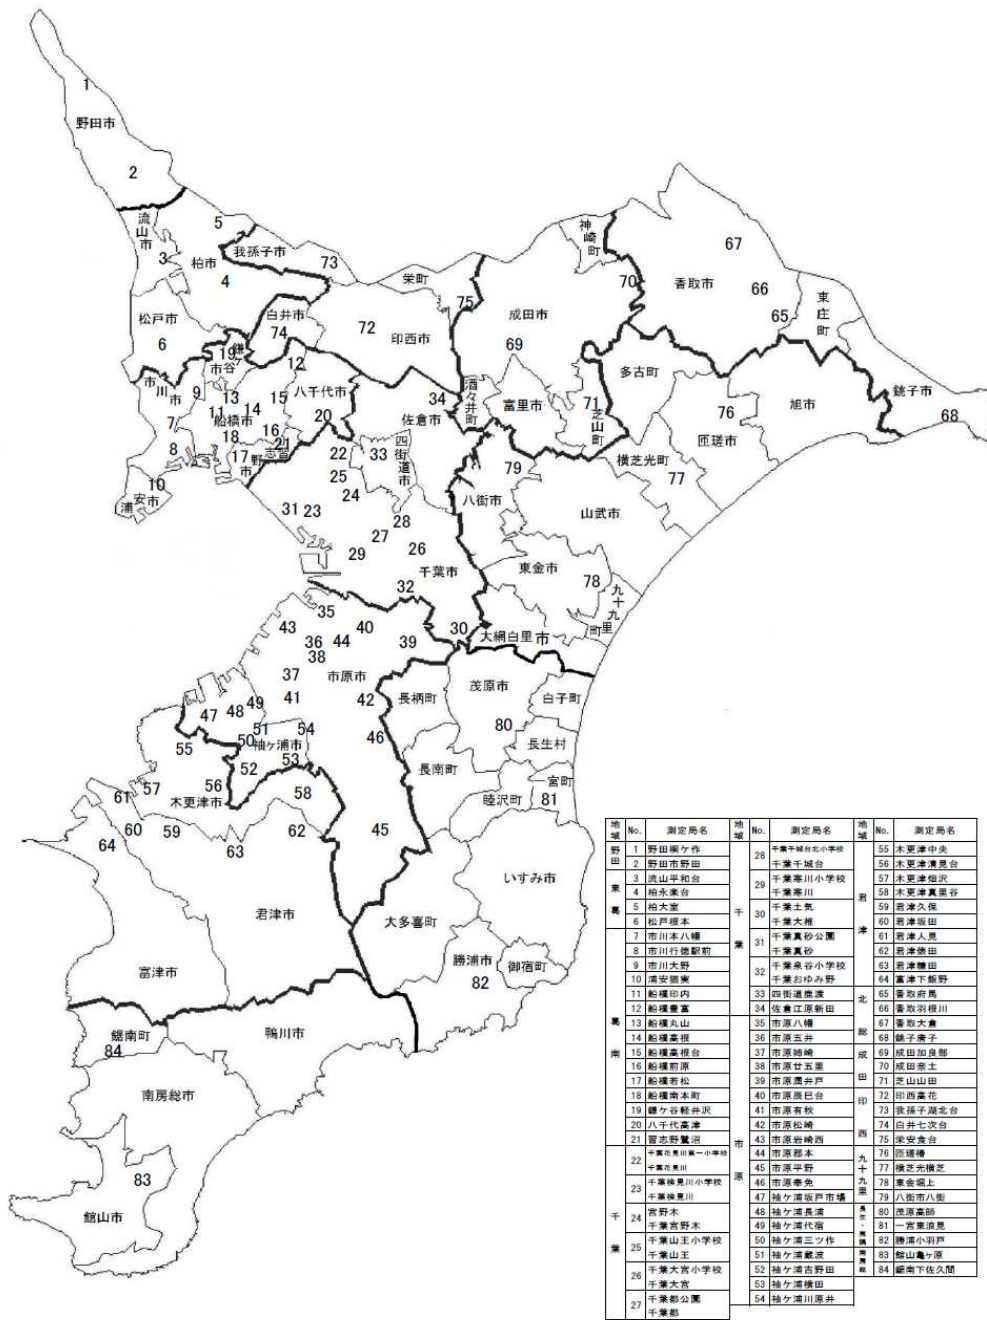 1
野田市
2
流山市
3
5
柏市
4
我孫子市
73
栄町
75
神崎町
70
67
香取市
66
65
東庄町
松戸市
6
白井市
74
72
印西市
成田市
69
多古町
銚子市
68
旭市
76
匝瑳市
鎌ケ谷市
19
12
市川市
9
13
11
14
15
船橋市
八千代市
20
34
佐倉市
酒々井町
富里市
71
芝山町
7
8
18
16
17
21
習志野市
22
33
四街道市
25
24
79
八街市
横芝光町
77
浦安市
10
31
23
28
27
29
26
千葉市
32
30
山武市
東金市
78
九十九里町
大網白里市
35
43
36
44
40
38
39
市原市
37
41
42
長柄町
茂原市
白子町
80
長生村
47
48
49
51
54
46
50
袖ケ浦市
53
52
55
長南町
一宮町
81
睦沢町
57
56
木更津市
58
61
60
59
62
63
64
45
いすみ市
君津市
大多喜町
富津市
勝浦市
82
御宿町
鋸南町
84
鴨川市
南房総市
83
館山市
地域 No. 測定局名
野田
1 野田桐ケ作
2 野田市野田
東葛
3 流山平和台
4 柏永楽台
5 柏大室
6 松戸根本
葛南
7 市川本八幡
8 市川行徳駅前
9 市川大野
10 浦安猫実
11 船橋印内
12 船橋豊富
13 船橋丸山
14 船橋高根
15 船橋高根台
16 船橋前原
17 船橋若松
18 船橋南本町
19 鎌ケ谷軽井沢
20 八千代高津
21 習志野鷺沼
千葉
22 千葉花見川第一小学校
千葉花見川
23 千葉検見川小学校
千葉検見川
24 宮野木
千葉宮野木
25 千葉山王小学校
千葉山王
26 千葉大宮小学校
千葉大宮
27 千葉都公園
千葉都
地域 No. 測定局名
千葉
28 千葉千城台北小学校
千葉千城台
29 千葉寒川小学校
千葉寒川
30 千葉土気
千葉大椎
31 千葉真砂公園
千葉真砂
32 千葉泉谷小学校
千葉おゆみ野
33 四街道鹿渡
34 佐倉江原新田
市原
35 市原八幡
36 市原五井
37 市原姉崎
38 市原廿五里
39 市原潤井戸
40 市原辰巳台
41 市原有秋
42 市原松崎
43 市原岩崎西
44 市原郡本
45 市原平野
46 市原奉免
47 袖ケ浦坂戸市場
48 袖ケ浦長浦
49 袖ケ浦代宿
50 袖ケ浦三ツ作
51 袖ケ浦蔵波
52 袖ケ浦吉野田
53 袖ケ浦横田
54 袖ケ浦川原井
地域 No. 測定局名
君津
55 木更津中央
56 木更津清見台
57 木更津畑沢
58 木更津真里谷
59 君津久保
60 君津坂田
61 君津人見
62 君津俵田
63 君津糠田
64 富津下飯野
北総
65 香取府馬
66 香取羽根川
67 香取大倉
68 銚子唐子
成田
69 成田加良部
70 成田奈土
71 芝山山田
印西
72 印西高花
73 我孫子湖北台
74 白井七次台
75 栄安食台
九十九里
76 匝瑳椿
77 横芝光横芝
78 東金堀上
79 八街市八街
長生・夷隅
80 茂原高師
81 一宮東浪見
82 勝浦小羽戸
南房総
83 館山亀ヶ原
84 鋸南下佐久間